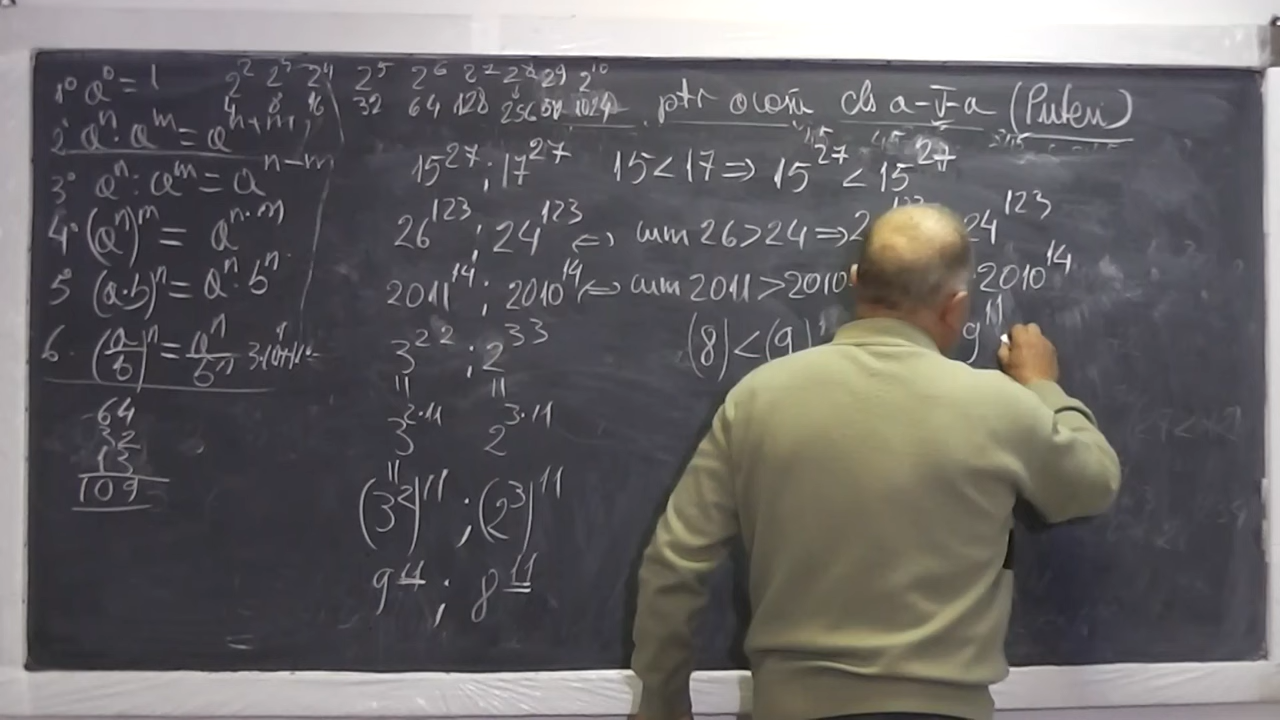 1° a⁰ = 1
2° aⁿ · aᵐ = aⁿ⁺ᵐ
3° aⁿ : aᵐ = aⁿ⁻ᵐ
4° (aⁿ)ᵐ = aⁿ·ᵐ
5 (a·b)ⁿ = aⁿ · bⁿ
6. (a/b)ⁿ = aⁿ/bⁿ
64
32
13
109
2² 2³ 2⁴ 2⁵ 2⁶ 2⁷ 2⁸ 2⁹ 2¹⁰
4 8 16 32 64 128 256 1024
ptr cls a-V-a (Puteri)
15²⁷ ; 17²⁷ 15 < 17 ⇒ 15²⁷ < 15²⁷
26¹²³ ; 24¹²³ ⇔ cum 26 > 24 ⇒ 2 24¹²³
2011¹⁴ ; 2010¹⁴ ⇔ cum 2011 > 2010 2010¹⁴
3²² ; 2³³ (8) < (9) 9¹¹
" "
3²·¹¹ 2³·¹¹
"
(3²)¹¹ ; (2³)¹¹
9¹¹ ; 8¹¹
=